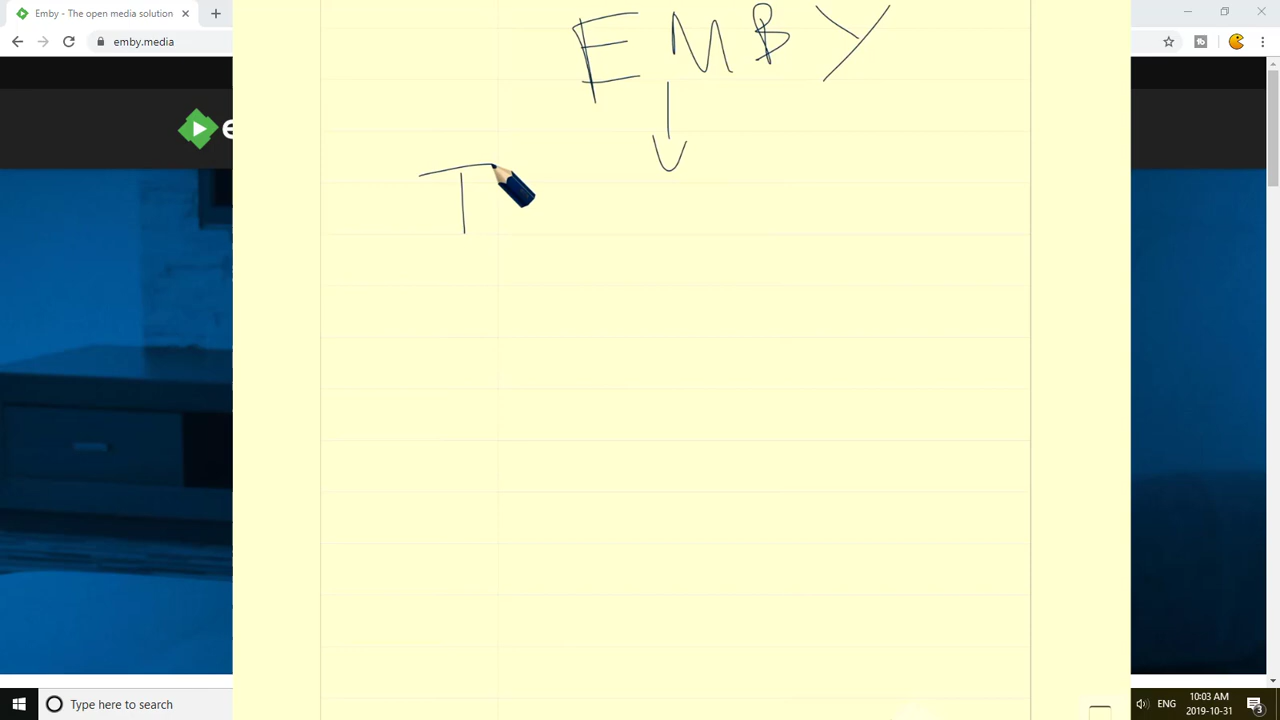 Emby - The open media solution
emby.media
EMBY
e
T
Type here to search
ENG
10:03 AM
2019-10-31
3